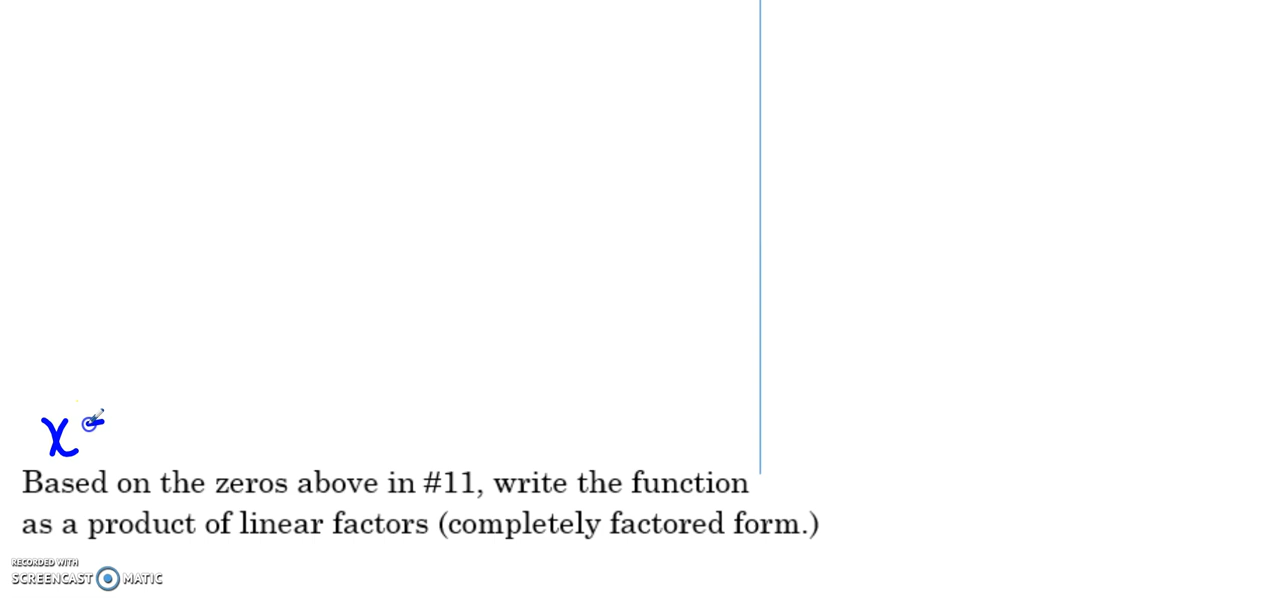 x
Based on the zeros above in #11, write the function
as a product of linear factors (completely factored form.)
RECORDED WITH
SCREENCAST MATIC